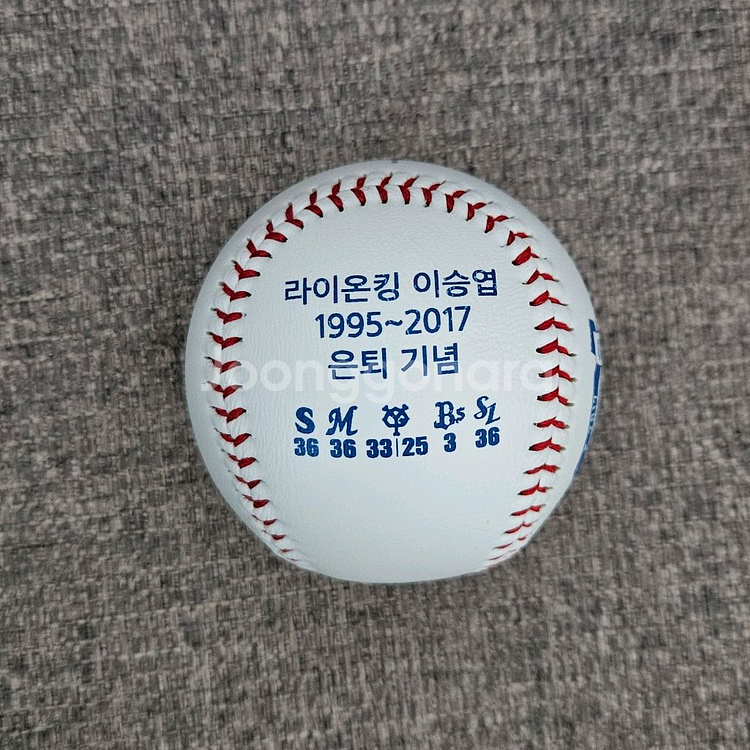 라이온킹 이승엽
1995~2017
은퇴 기념
joonggonara
S M YG Bs SL
36 36 33|25 3 36